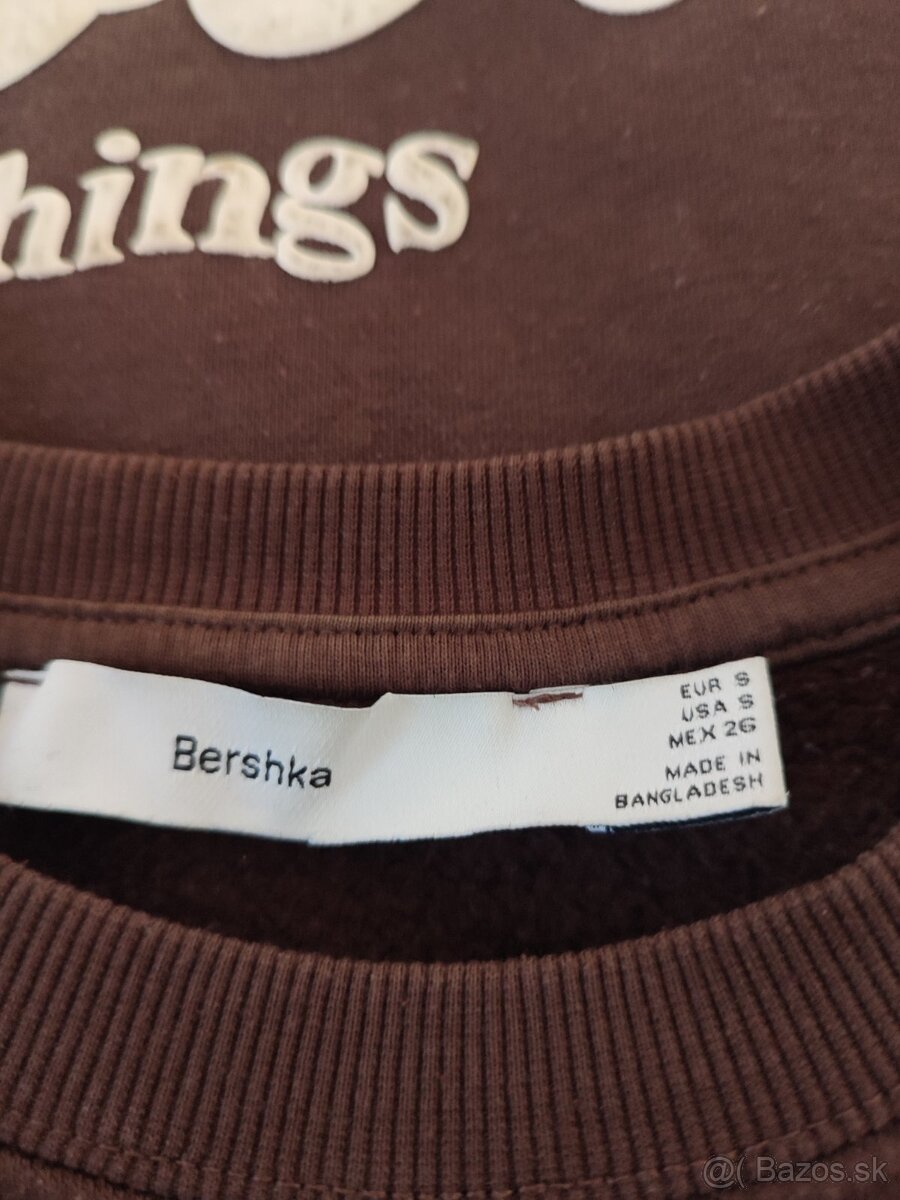 hings
Bershka
EUR S
USA S
MEX 26
MADE IN
BANGLADESH
@( Bazos.sk